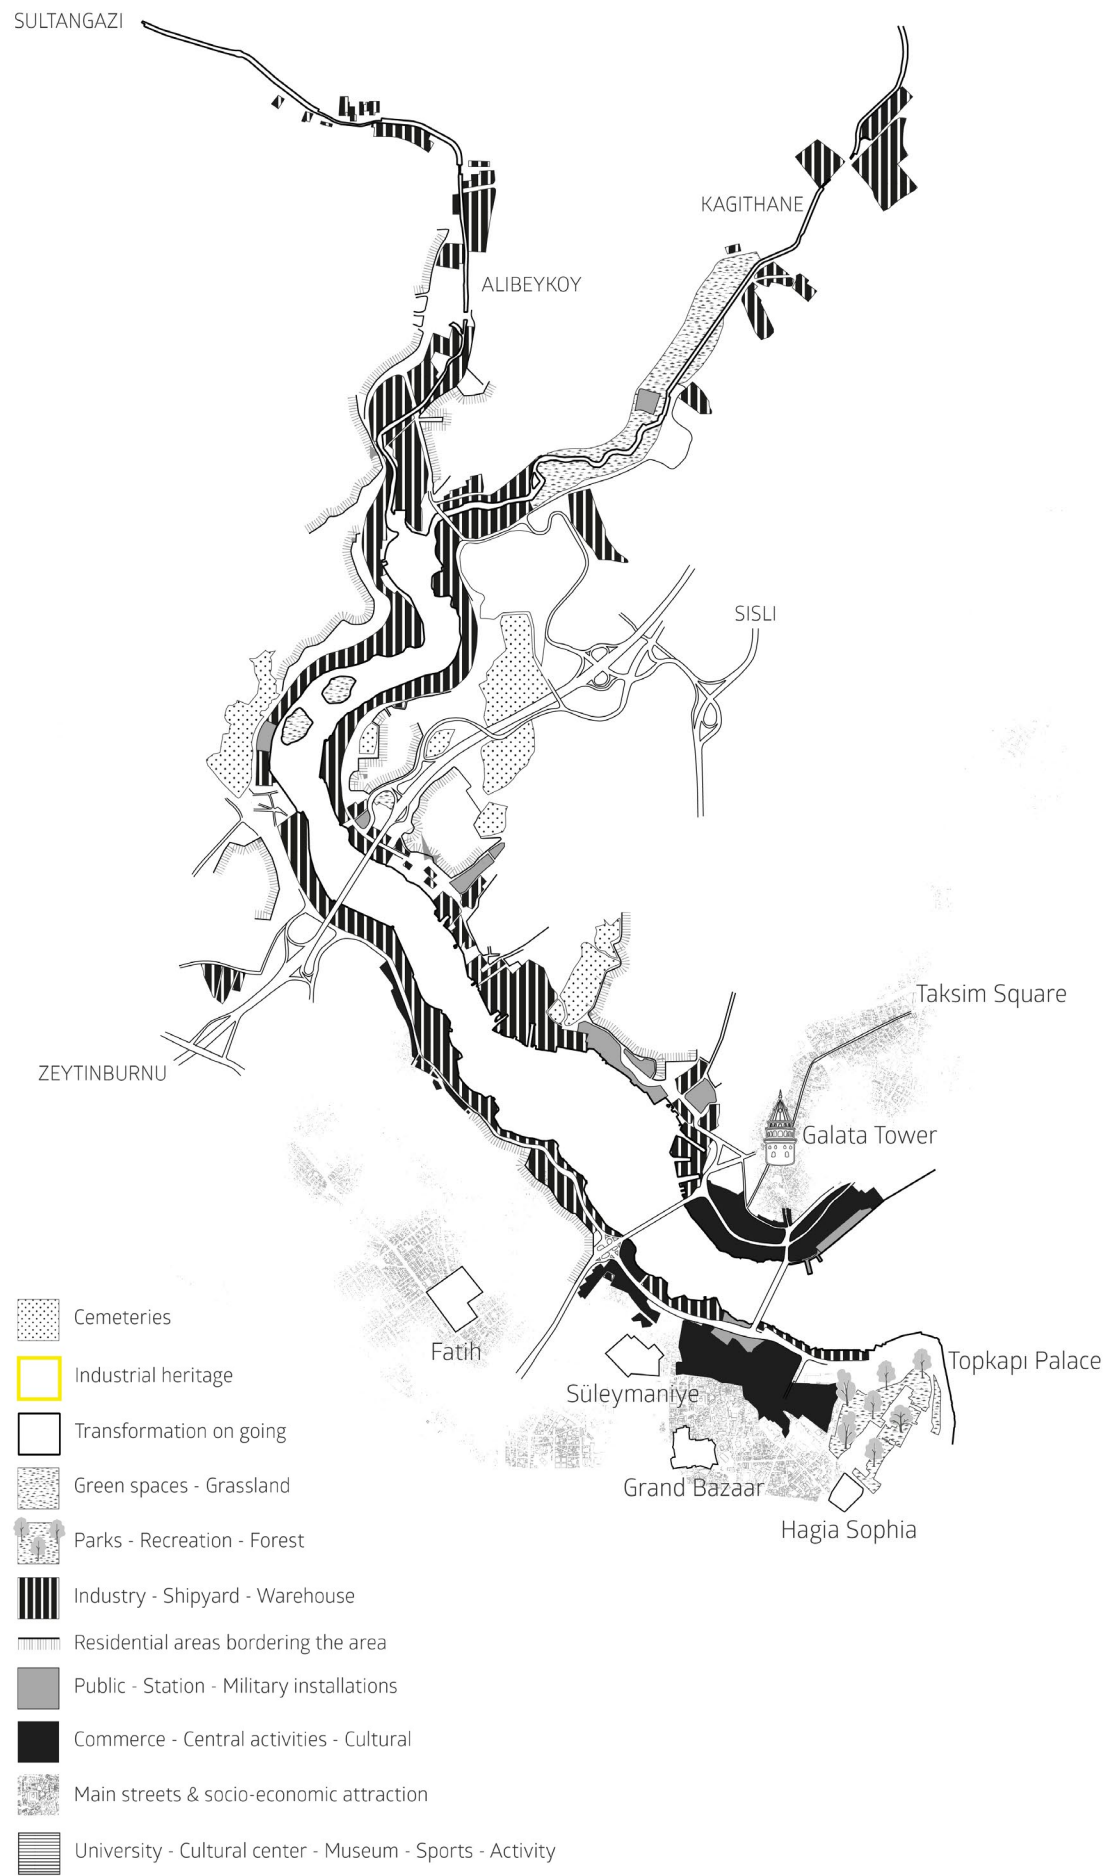 SULTANGAZI
KAGITHANE
ALIBEYKOY
SISLI
Taksim Square
ZEYTINBURNU
Galata Tower
Fatih
Topkapı Palace
Süleymaniye
Grand Bazaar
Hagia Sophia
Cemeteries
Industrial heritage
Transformation on going
Green spaces - Grassland
Parks - Recreation - Forest
Industry - Shipyard - Warehouse
Residential areas bordering the area
Public - Station - Military installations
Commerce - Central activities - Cultural
Main streets & socio-economic attraction
University - Cultural center - Museum - Sports - Activity